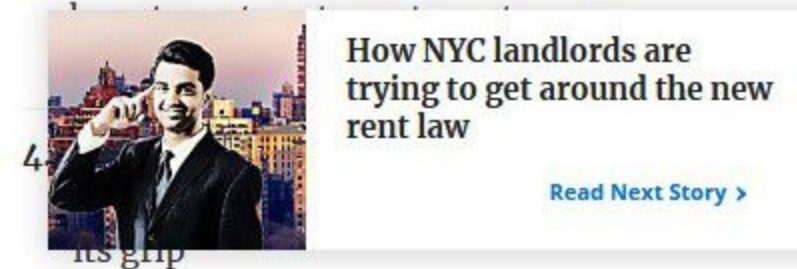 How NYC landlords are
trying to get around the new
rent law
Read Next Story >
4
its grip